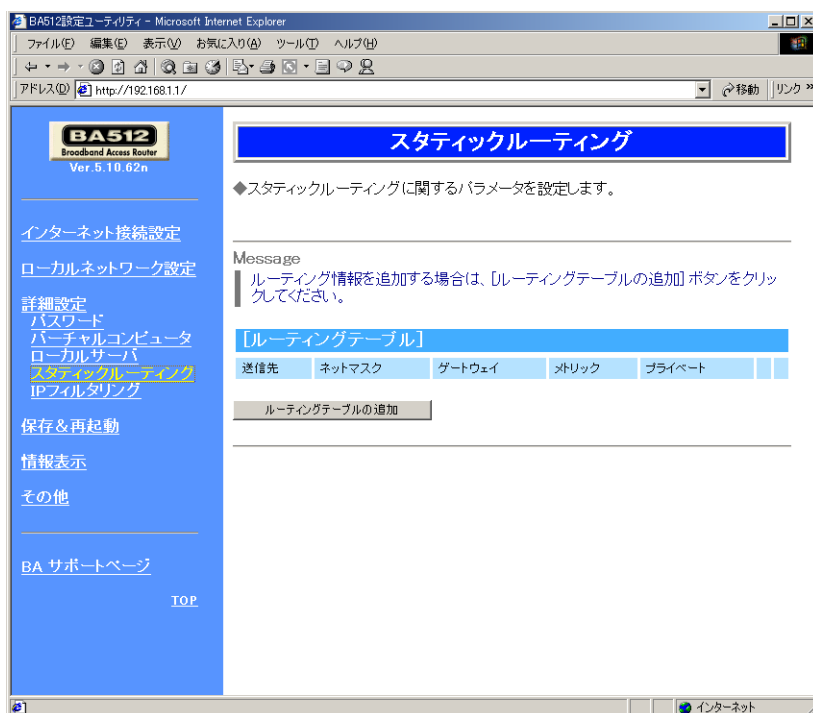 BA512設定ユーティリティ - Microsoft Internet Explorer
ファイル(F) 編集(E) 表示(V) お気に入り(A) ツール(T) ヘルプ(H)
アドレス(D) http://192.168.1.1/ 移動 リンク »
BA512
Broadband Access Router
Ver.5.10.62n
インターネット接続設定
ローカルネットワーク設定
詳細設定
パスワード
バーチャルコンピュータ
ローカルサーバ
スタティックルーティング
IPフィルタリング
保存&再起動
情報表示
その他
BA サポートページ
TOP
スタティックルーティング
◆スタティックルーティングに関するパラメータを設定します。
Message
ルーティング情報を追加する場合は、[ルーティングテーブルの追加] ボタンをクリッ
クしてください。
[ルーティングテーブル]
送信先 ネットマスク ゲートウェイ メトリック プライベート
ルーティングテーブルの追加
インターネット